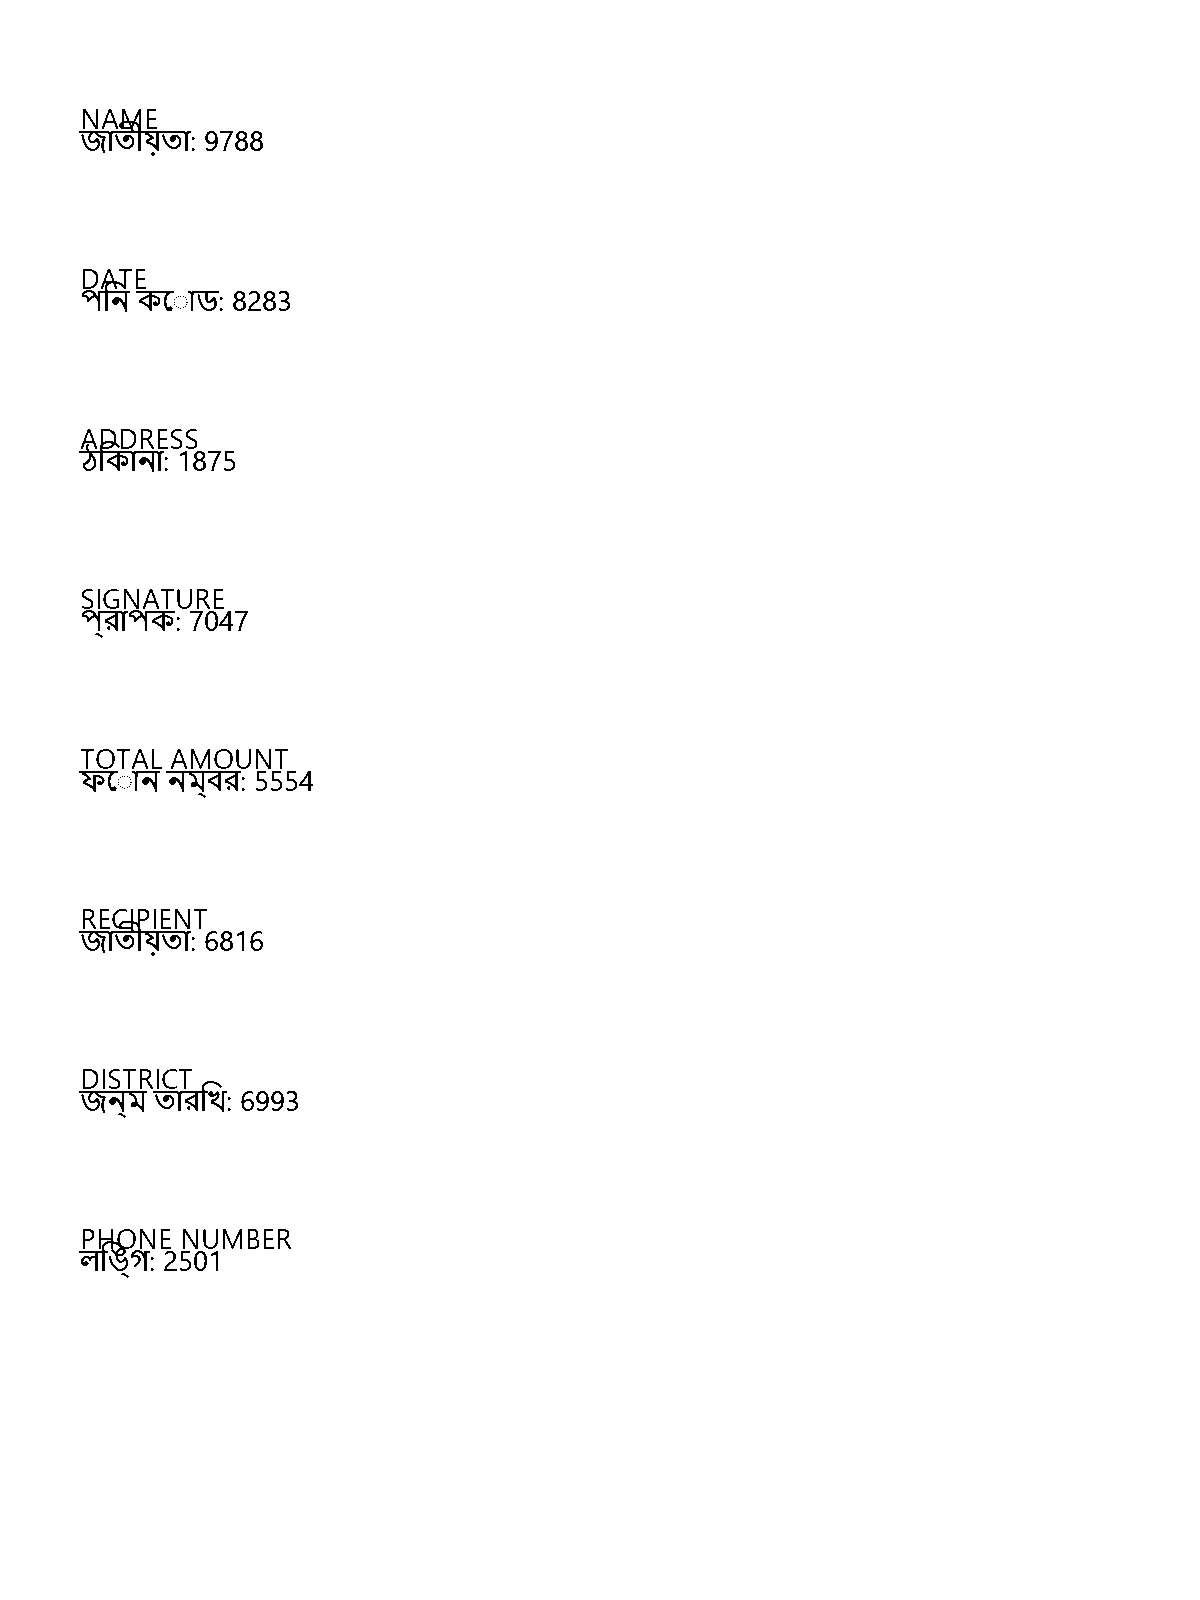 NAME
জাতীয়তা: 9788
DATE
পিন কোড: 8283
ADDRESS
ঠিকানা: 1875
SIGNATURE
প্রাপক: 7047
TOTAL AMOUNT
ফোন নম্বর: 5554
RECIPIENT
জাতীয়তা: 6816
DISTRICT
জন্ম তারিখ: 6993
PHONE NUMBER
লিঙ্গ: 2501